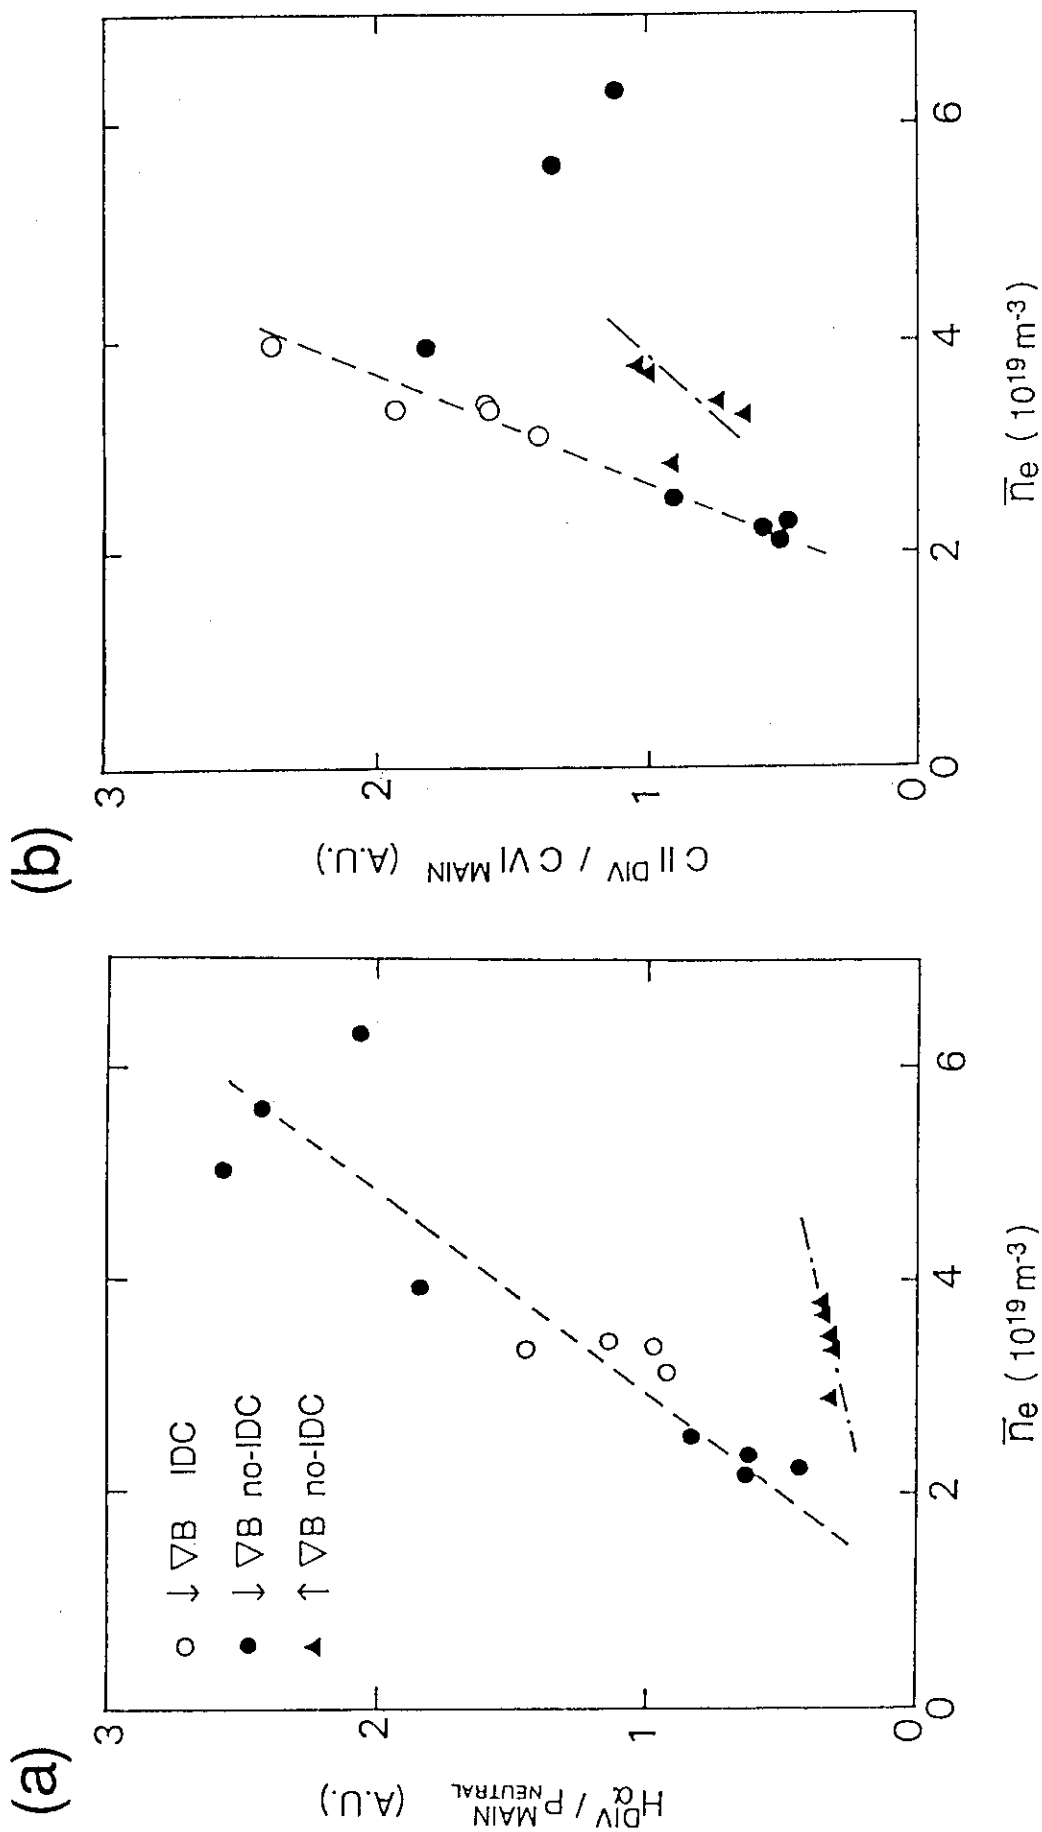 (a)
Hα^DIV / P_NEUTRAL^MAIN (A.U.)
3
2
1
0
○ ↓ ∇B IDC
● ↓ ∇B no-IDC
▲ ↑ ∇B no-IDC
0 2 4 6
n̅e ( 10^19 m^-3 )
(b)
C II^DIV / C VI^MAIN (A.U.)
3
2
1
0
0 2 4 6
n̅e ( 10^19 m^-3 )